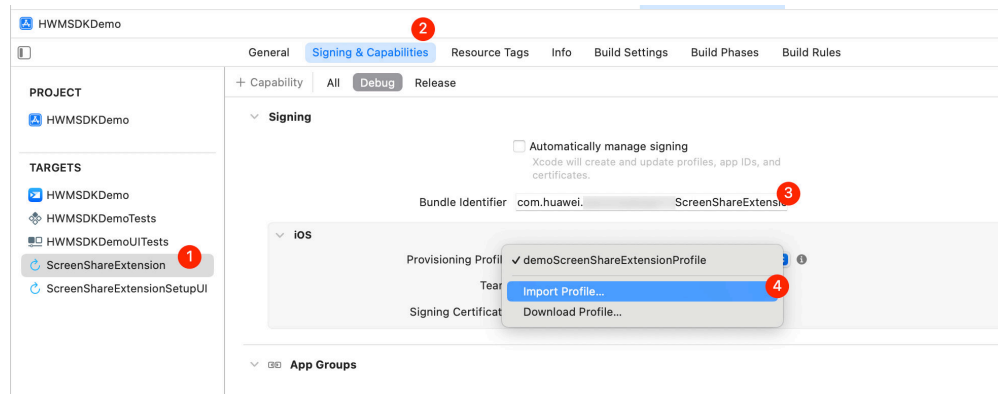 HWMSDKDemo
2
General Signing & Capabilities Resource Tags Info Build Settings Build Phases Build Rules
+ Capability All Debug Release
PROJECT
HWMSDKDemo
TARGETS
HWMSDKDemo
HWMSDKDemoTests
HWMSDKDemoUITests
1
ScreenShareExtension
ScreenShareExtensionSetupUI
Signing
Automatically manage signing
Xcode will create and update profiles, app IDs, and
certificates.
3
Bundle Identifier com.huawei. ScreenShareExtensio
iOS
Provisioning Profil ✓ demoScreenShareExtensionProfile
Tear
Import Profile...
4
Signing Certificat Download Profile...
App Groups